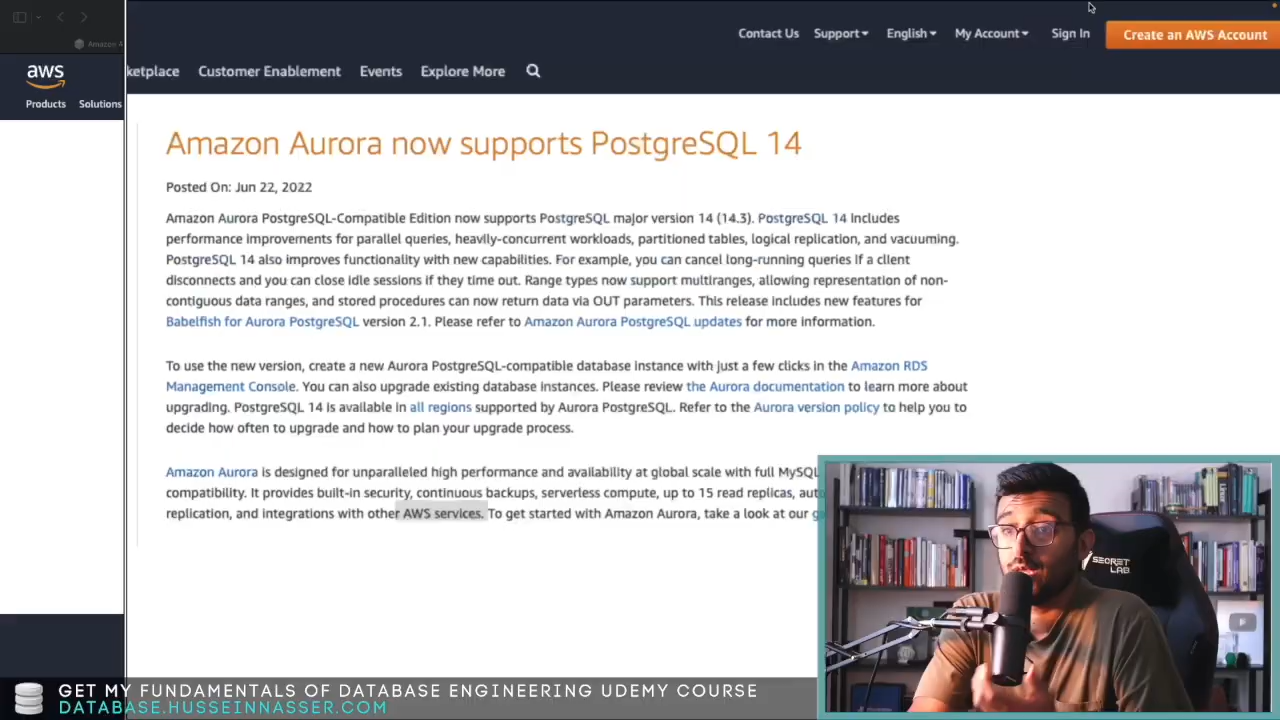 Contact Us Support English My Account Sign In Create an AWS Account
Amazon A
aws
ketplace Customer Enablement Events Explore More
Products Solutions
Amazon Aurora now supports PostgreSQL 14
Posted On: Jun 22, 2022
Amazon Aurora PostgreSQL-Compatible Edition now supports PostgreSQL major version 14 (14.3). PostgreSQL 14 includes
performance improvements for parallel queries, heavily-concurrent workloads, partitioned tables, logical replication, and vacuuming.
PostgreSQL 14 also improves functionality with new capabilities. For example, you can cancel long-running queries if a client
disconnects and you can close idle sessions if they time out. Range types now support multiranges, allowing representation of non-
contiguous data ranges, and stored procedures can now return data via OUT parameters. This release includes new features for
Babelfish for Aurora PostgreSQL version 2.1. Please refer to Amazon Aurora PostgreSQL updates for more information.
To use the new version, create a new Aurora PostgreSQL-compatible database instance with just a few clicks in the Amazon RDS
Management Console. You can also upgrade existing database instances. Please review the Aurora documentation to learn more about
upgrading. PostgreSQL 14 is available in all regions supported by Aurora PostgreSQL. Refer to the Aurora version policy to help you to
decide how often to upgrade and how to plan your upgrade process.
Amazon Aurora is designed for unparalleled high performance and availability at global scale with full MySQL
compatibility. It provides built-in security, continuous backups, serverless compute, up to 15 read replicas, auto
replication, and integrations with other AWS services. To get started with Amazon Aurora, take a look at our
SECRET
LAB
GET MY FUNDAMENTALS OF DATABASE ENGINEERING UDEMY COURSE
DATABASE.HUSSEINNASSER.COM